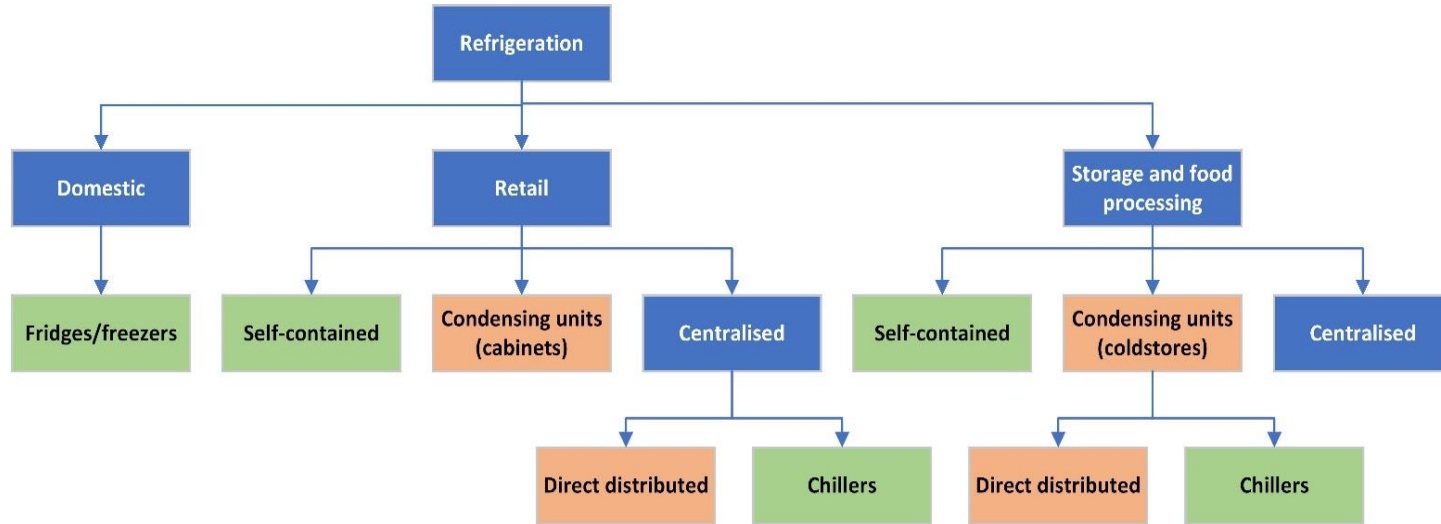 Refrigeration
Domestic
Retail
Storage and food
processing
Fridges/freezers
Self-contained
Condensing units
(cabinets)
Centralised
Self-contained
Condensing units
(coldstores)
Centralised
Direct distributed
Chillers
Direct distributed
Chillers